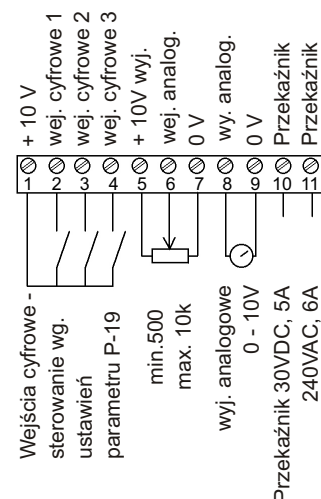 + 10 V
wej. cyfrowe 1
wej. cyfrowe 2
wej. cyfrowe 3
+ 10V wyj.
wej. analog.
0 V
wy. analog.
0 V
Przekaźnik
Przekaźnik
1 2 3 4 5 6 7 8 9 10 11
Wejścia cyfrowe -
sterowanie wg.
ustawień
parametru P-19
min.500
max. 10k
wyj. analogowe
0 - 10V
Przekaźnik 30VDC, 5A
240VAC, 6A